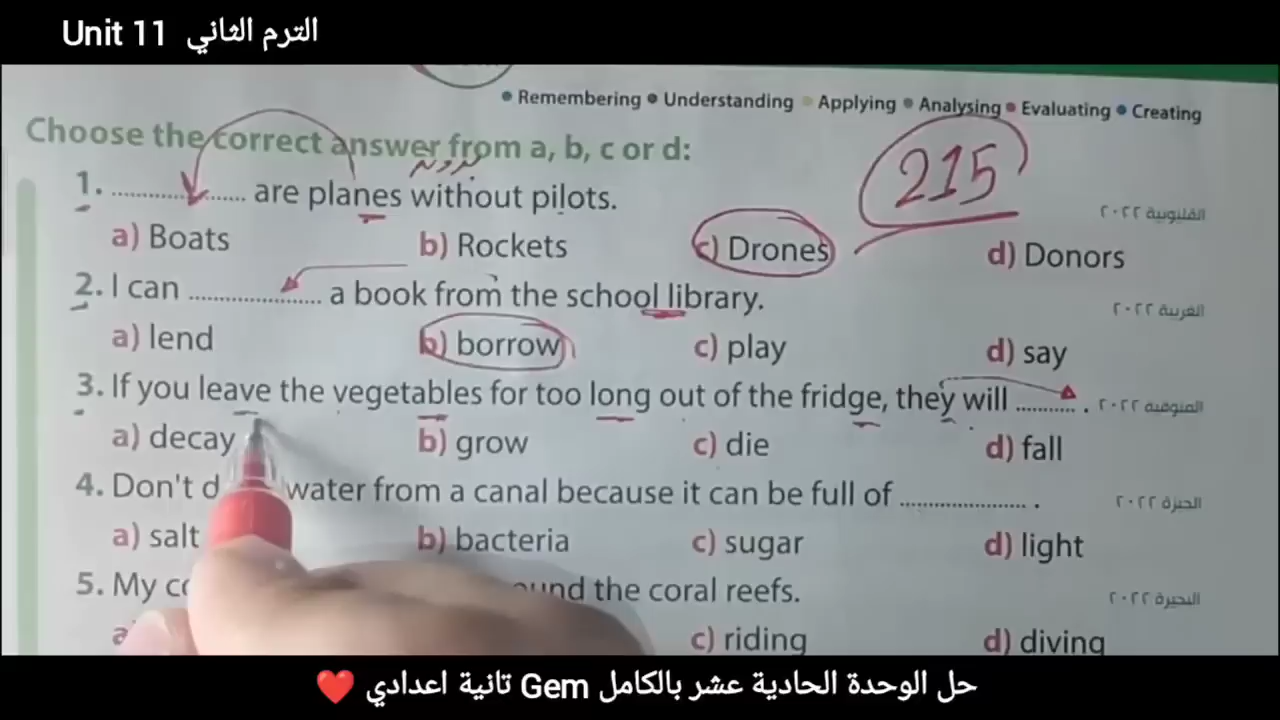 Unit 11 الترم الثاني
Remembering Understanding Applying Analysing Evaluating Creating
Choose the correct answer from a, b, c or d:
215
بدون
1. .................... are planes without pilots. القليوبية ٢٠٢٢
a) Boats b) Rockets c) Drones d) Donors
2. I can .................... a book from the school library. الغربية ٢٠٢٢
a) lend b) borrow c) play d) say
3. If you leave the vegetables for too long out of the fridge, they will ........... . المنوفية ٢٠٢٢
a) decay b) grow c) die d) fall
4. Don't d water from a canal because it can be full of ..................... . الجيزة ٢٠٢٢
a) salt b) bacteria c) sugar d) light
5. My the coral reefs. البحيرة ٢٠٢٢
c) riding d) diving
حل الوحدة الحادية عشر بالكامل Gem تانية اعدادي ❤️